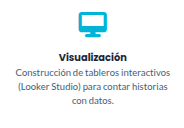 Visualización
Construcción de tableros interactivos
(Looker Studio) para contar historias
con datos.